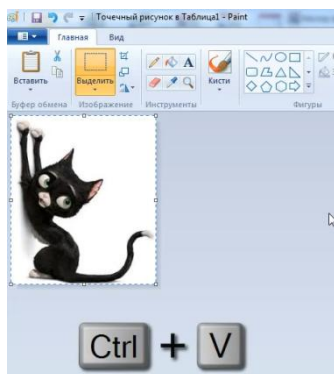 Точечный рисунок в Таблица1 - Paint
Главная Вид
Вставить Выделить Кисти
Буфер обмена Изображение Инструменты Фигуры
A
Ctrl + V